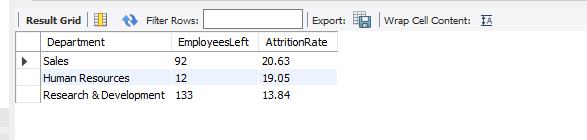 Result Grid Filter Rows: Export: Wrap Cell Content:
Department EmployeesLeft AttritionRate
Sales 92 20.63
Human Resources 12 19.05
Research & Development 133 13.84